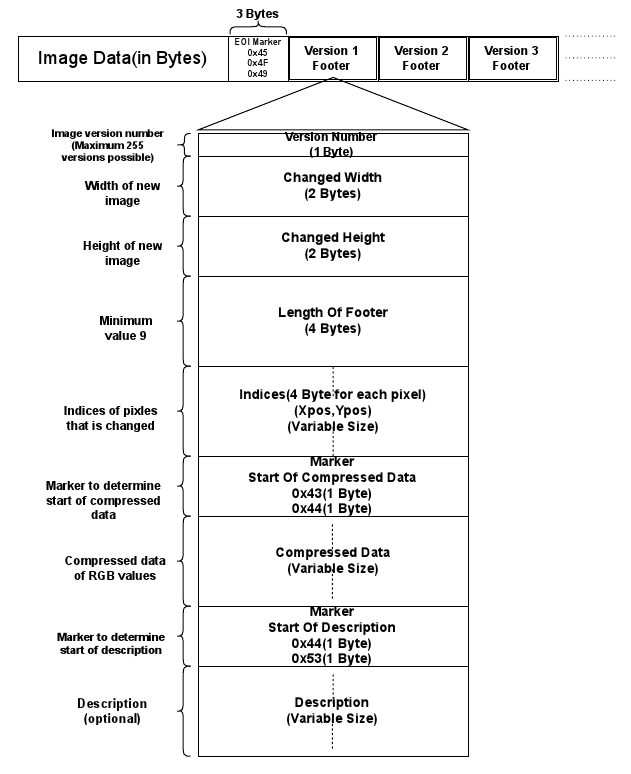 3 Bytes
Image Data(in Bytes)
EOI Marker
0x45
0x4F
0x49
Version 1
Footer
Version 2
Footer
Version 3
Footer
Image version number
(Maximum 255
versions possible)
Version Number
(1 Byte)
Width of new
image
Changed Width
(2 Bytes)
Height of new
image
Changed Height
(2 Bytes)
Minimum
value 9
Length Of Footer
(4 Bytes)
Indices of pixles
that is changed
Indices(4 Byte for each pixel)
(Xpos,Ypos)
(Variable Size)
Marker to determine
start of compressed
data
Marker
Start Of Compressed Data
0x43(1 Byte)
0x44(1 Byte)
Compressed data
of RGB values
Compressed Data
(Variable Size)
Marker to determine
start of description
Marker
Start Of Description
0x44(1 Byte)
0x53(1 Byte)
Description
(optional)
Description
(Variable Size)